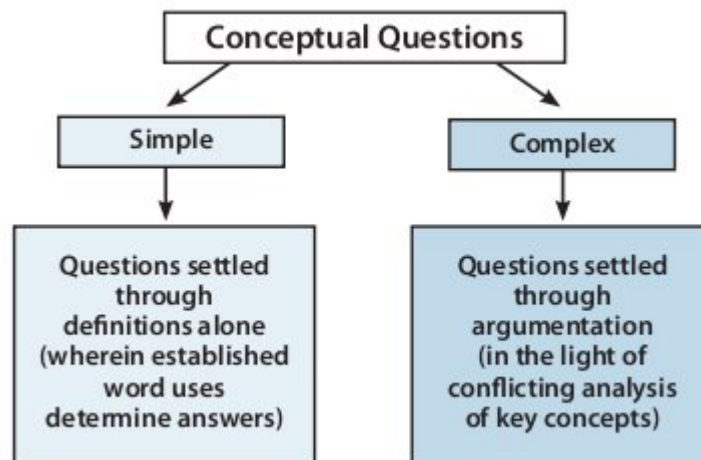 Conceptual Questions
Simple
Complex
Questions settled
through
definitions alone
(wherein established
word uses
determine answers)
Questions settled
through
argumentation
(in the light of
conflicting analysis
of key concepts)